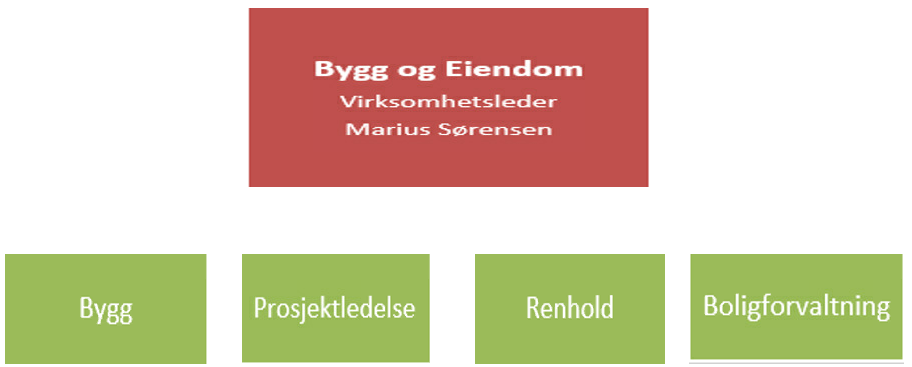 Bygg og Eiendom
Virksomhetsleder
Marius Sørensen
Bygg
Prosjektledelse
Renhold
Boligforvaltning